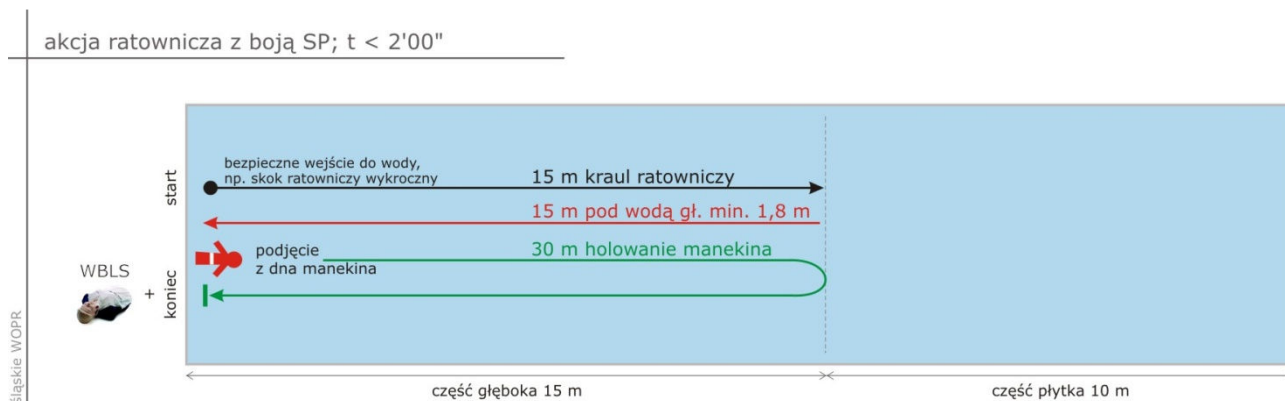 akcja ratownicza z boją SP; t < 2'00"
bezpieczne wejście do wody,
np. skok ratowniczy wykroczny
15 m kraul ratowniczy
start
15 m pod wodą gł. min. 1,8 m
podjęcie
z dna manekina
30 m holowanie manekina
WBLS
+
koniec
śląskie WOPR
część głęboka 15 m
część płytka 10 m